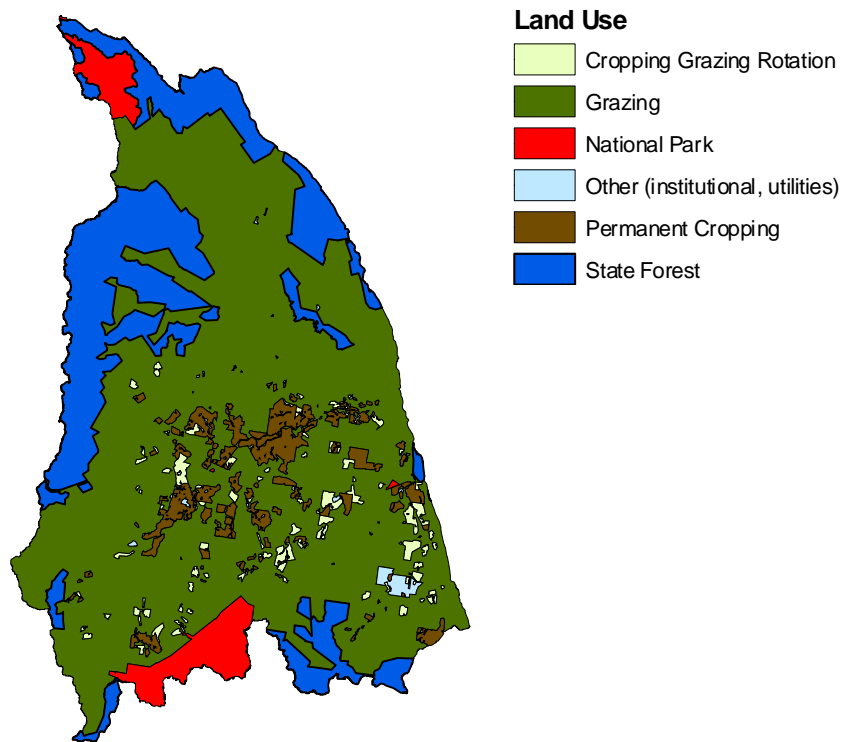 Land Use
Cropping Grazing Rotation
Grazing
National Park
Other (institutional, utilities)
Permanent Cropping
State Forest